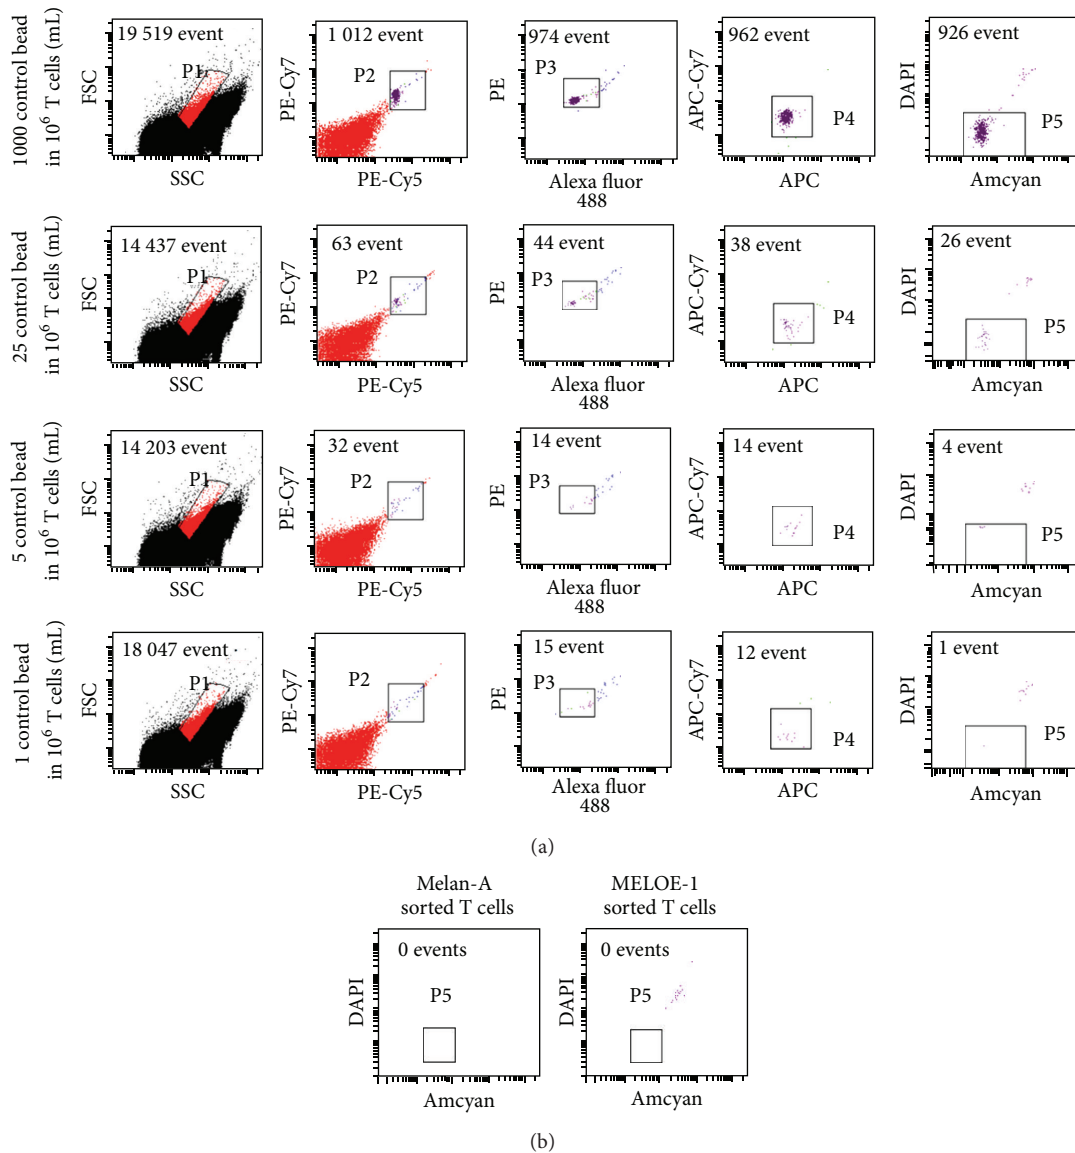 1000 control bead
in 10⁶ T cells (mL)
19 519 event
P1
FSC
SSC
1 012 event
P2
PE-Cy7
PE-Cy5
974 event
P3
PE
Alexa fluor
488
962 event
P4
APC-Cy7
APC
926 event
P5
DAPI
Amcyan
25 control bead
in 10⁶ T cells (mL)
14 437 event
P1
FSC
SSC
63 event
P2
PE-Cy7
PE-Cy5
44 event
P3
PE
Alexa fluor
488
38 event
P4
APC-Cy7
APC
26 event
P5
DAPI
Amcyan
5 control bead
in 10⁶ T cells (mL)
14 203 event
P1
FSC
SSC
32 event
P2
PE-Cy7
PE-Cy5
14 event
P3
PE
Alexa fluor
488
14 event
P4
APC-Cy7
APC
4 event
P5
DAPI
Amcyan
1 control bead
in 10⁶ T cells (mL)
18 047 event
P1
FSC
SSC
P2
PE-Cy7
PE-Cy5
15 event
P3
PE
Alexa fluor
488
12 event
P4
APC-Cy7
APC
1 event
P5
DAPI
Amcyan
(a)
Melan-A
sorted T cells
0 events
P5
DAPI
Amcyan
MELOE-1
sorted T cells
0 events
P5
DAPI
Amcyan
(b)